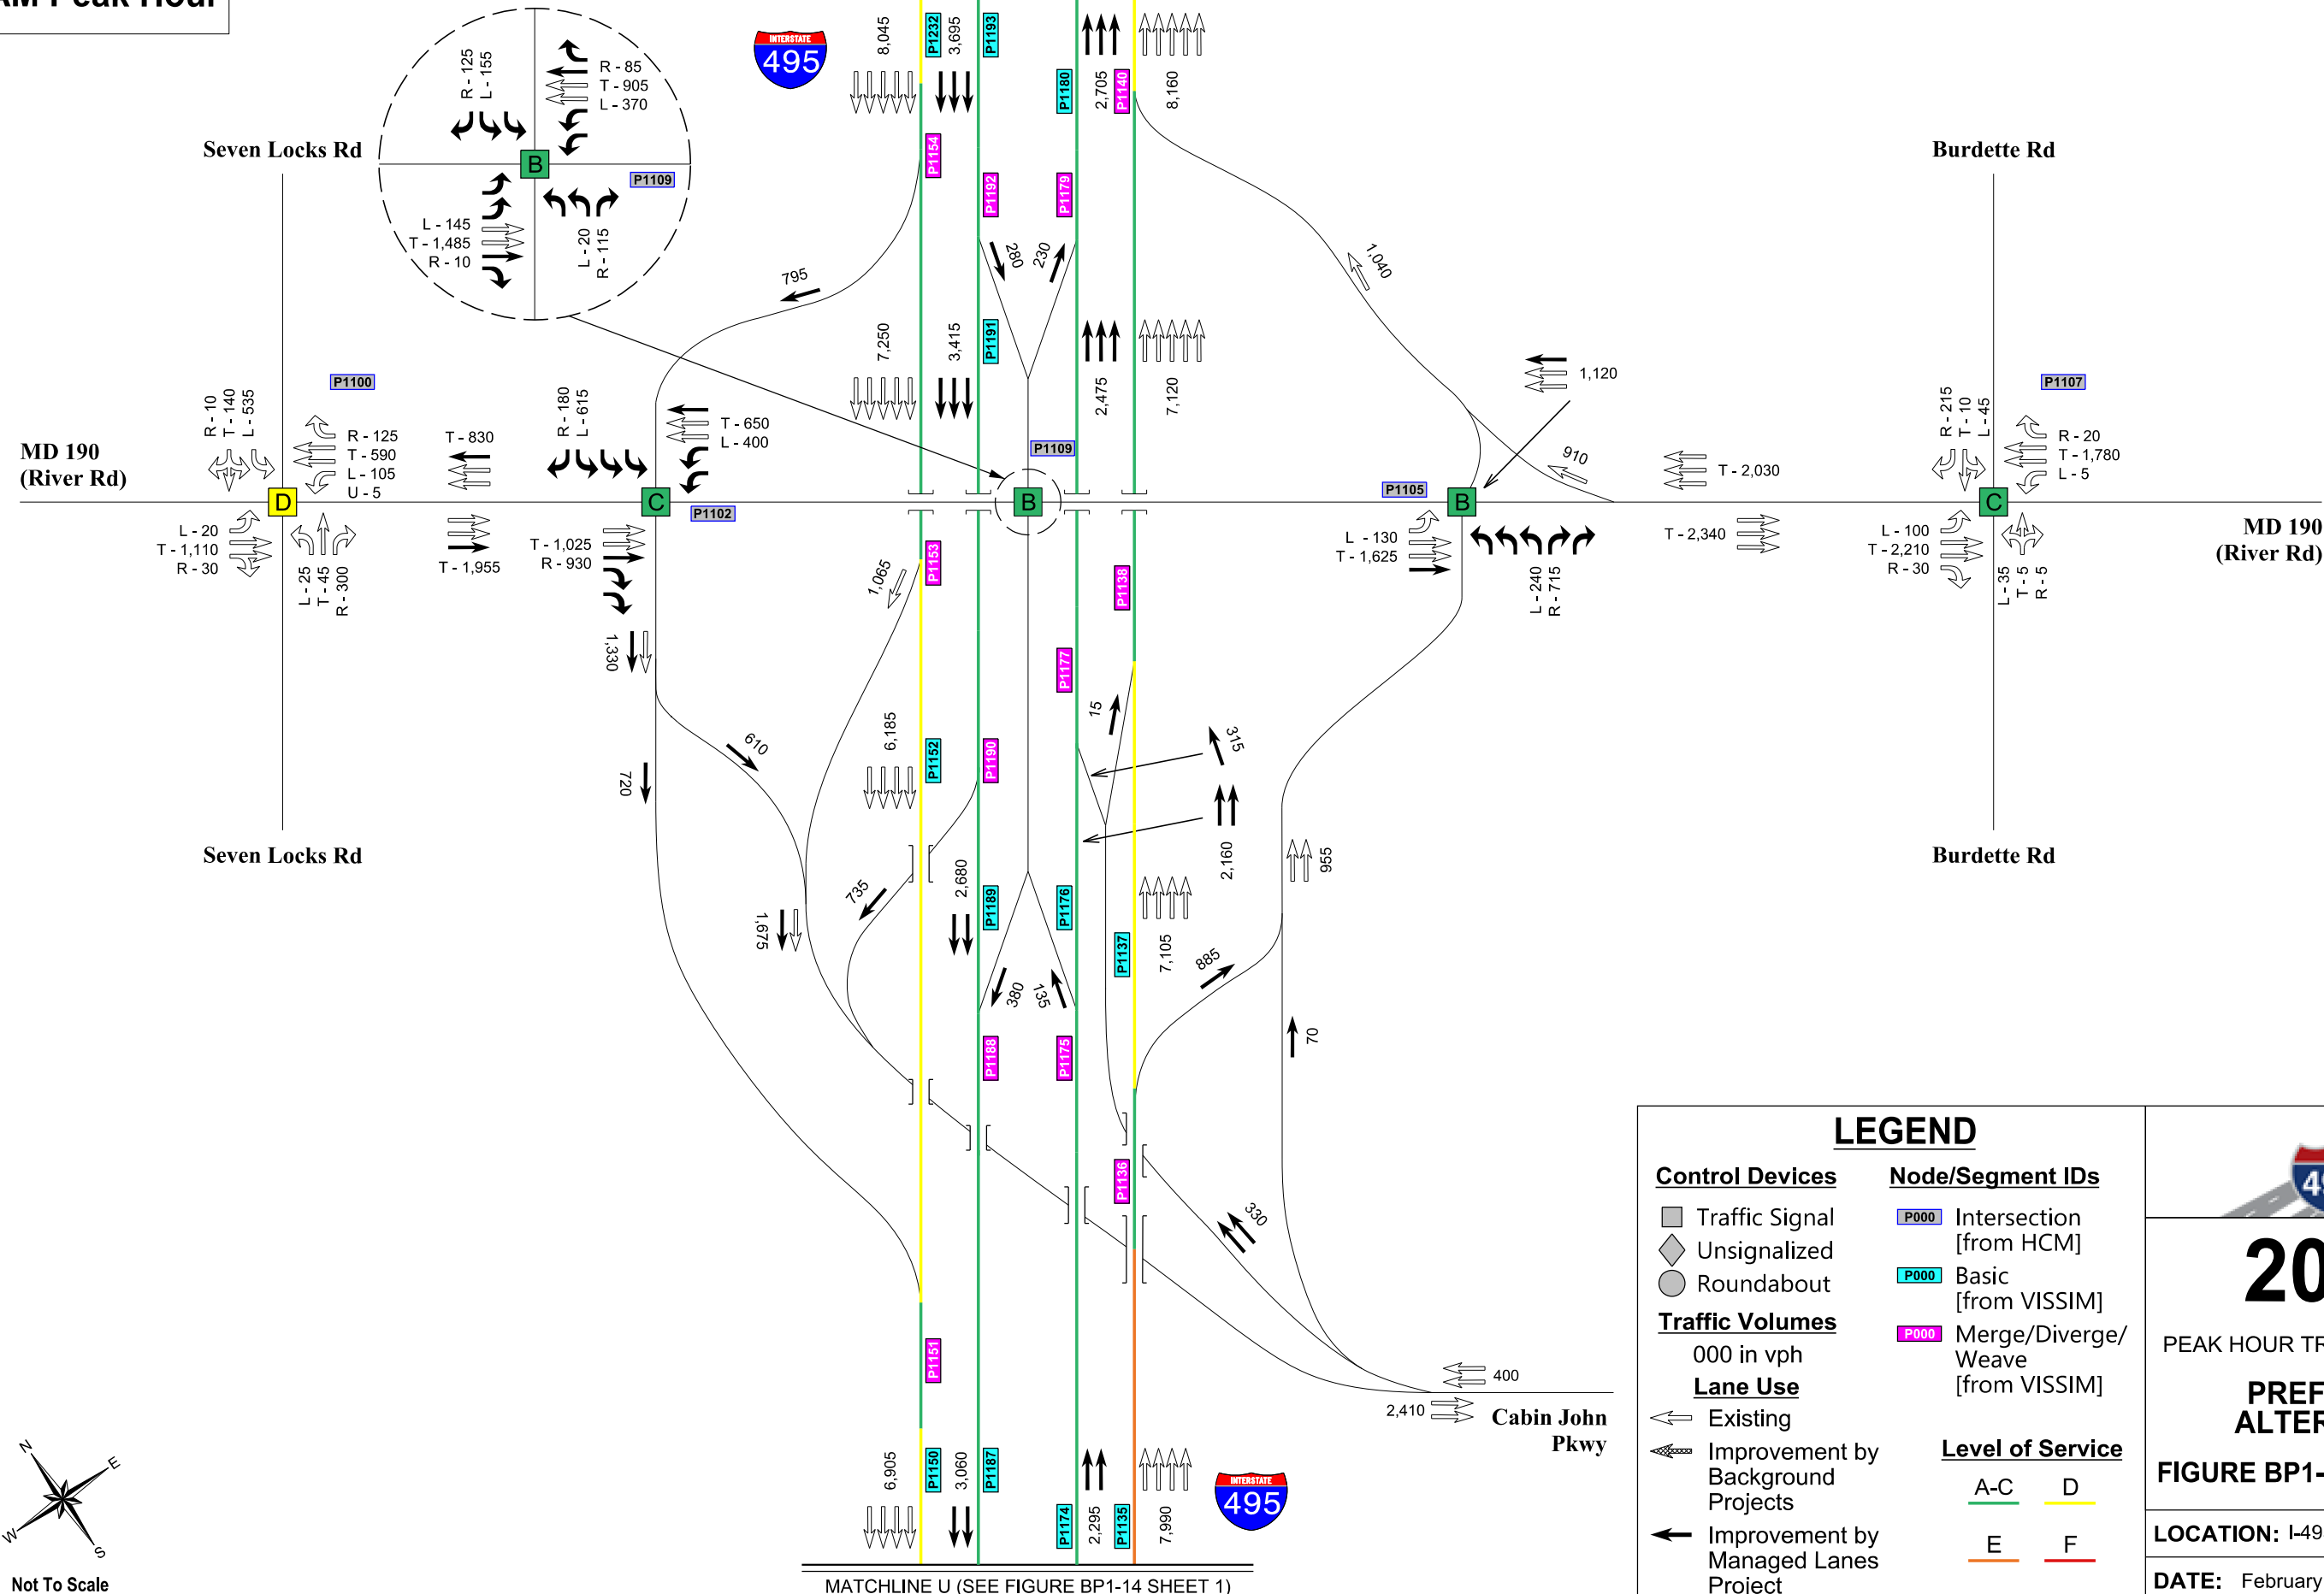 AM Peak Hour
INTERSTATE
495
8,045
P1232
3,695
P1193
P1180
2,705
P1140
8,160
R - 125
L - 155
R - 85
T - 905
L - 370
B
P1109
L - 145
T - 1,485
R - 10
L - 20
R - 115
Seven Locks Rd
Burdette Rd
P1154
P1192
P1179
280
230
1,040
795
7,250
3,415
P1191
2,475
7,120
P1100
R - 10
T - 140
L - 535
R - 125
T - 590
L - 105
U - 5
T - 830
R - 180
L - 615
T - 650
L - 400
P1109
1,120
910
T - 2,030
R - 215
T - 10
L - 45
P1107
R - 20
T - 1,780
L - 5
MD 190
(River Rd)
D
C
P1102
B
P1105
B
C
MD 190
(River Rd)
L - 20
T - 1,110
R - 30
L - 25
T - 45
R - 300
T - 1,955
T - 1,025
R - 930
L - 130
T - 1,625
L - 240
R - 715
T - 2,340
L - 100
T - 2,210
R - 30
L - 35
T - 5
R - 5
P1153
1,065
P1138
1,330
P1177
610
720
6,185
P1152
P1190
15
315
Seven Locks Rd
Burdette Rd
2,160
955
735
2,680
P1189
P1176
1,675
P1137
7,105
885
380
135
P1188
P1175
70
P1136
330
P1151
400
2,410
Cabin John
Pkwy
6,905
P1150
3,060
P1187
P1174
2,295
P1135
7,990
INTERSTATE
495
MATCHLINE U (SEE FIGURE BP1-14 SHEET 1)
N
E
W
S
Not To Scale
LEGEND
Control Devices
Traffic Signal
Unsignalized
Roundabout
Traffic Volumes
000 in vph
Lane Use
Existing
Improvement by
Background
Projects
Improvement by
Managed Lanes
Project
Node/Segment IDs
P000 Intersection
[from HCM]
P000 Basic
[from VISSIM]
P000 Merge/Diverge/
Weave
[from VISSIM]
Level of Service
A-C D
E F
49
20
PEAK HOUR TR
PREF
ALTER
FIGURE BP1-
LOCATION: I-49
DATE: February